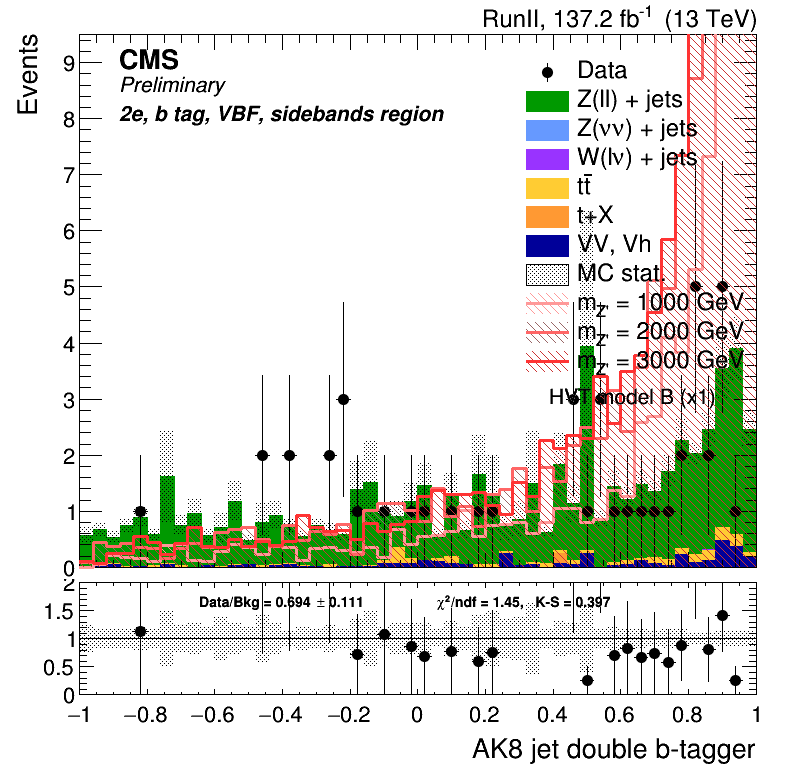 RunII, 137.2 fb⁻¹ (13 TeV)
Events
CMS
Preliminary
2e, b tag, VBF, sidebands region
Data
Z(ll) + jets
Z(νν) + jets
W(lν) + jets
tt̄
t+X
VV, Vh
MC stat.
m_Z' = 1000 GeV
m_Z' = 2000 GeV
m_Z' = 3000 GeV
HVT model B (x1)
9
8
7
6
5
4
3
2
1
0
Data/Bkg = 0.694 ± 0.111 χ²/ndf = 1.45, K-S = 0.397
2
1.5
1
0.5
0
−1 −0.8 −0.6 −0.4 −0.2 0 0.2 0.4 0.6 0.8 1
AK8 jet double b-tagger